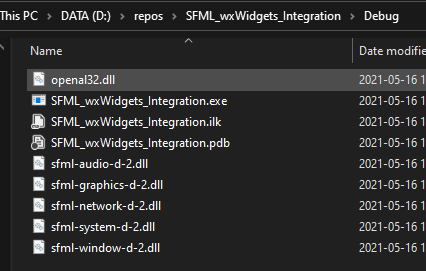 This PC > DATA (D:) > repos > SFML_wxWidgets_Integration > Debug
Name Date modifie
openal32.dll 2021-05-16 1
SFML_wxWidgets_Integration.exe 2021-05-16 1
SFML_wxWidgets_Integration.ilk 2021-05-16 1
SFML_wxWidgets_Integration.pdb 2021-05-16 1
sfml-audio-d-2.dll 2021-05-16 1
sfml-graphics-d-2.dll 2021-05-16 1
sfml-network-d-2.dll 2021-05-16 1
sfml-system-d-2.dll 2021-05-16 1
sfml-window-d-2.dll 2021-05-16 1